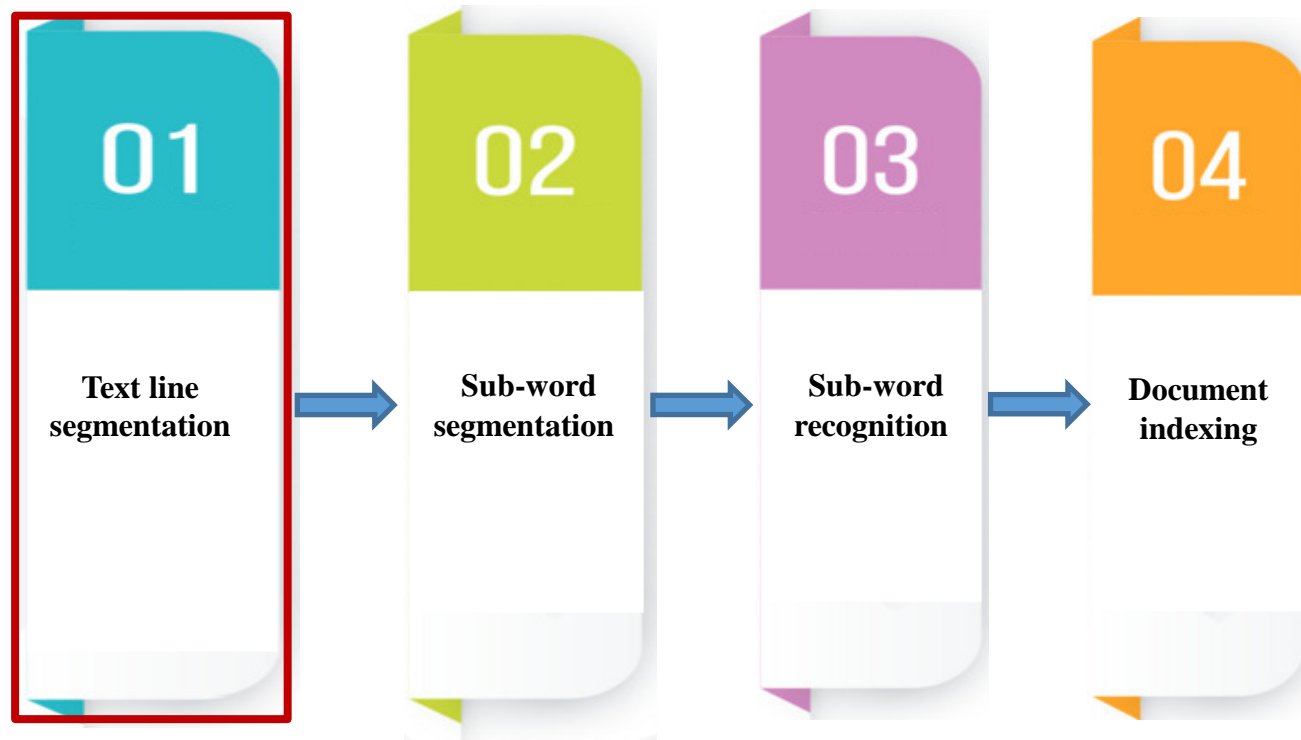 01
Text line
segmentation
02
Sub-word
segmentation
03
Sub-word
recognition
04
Document
indexing